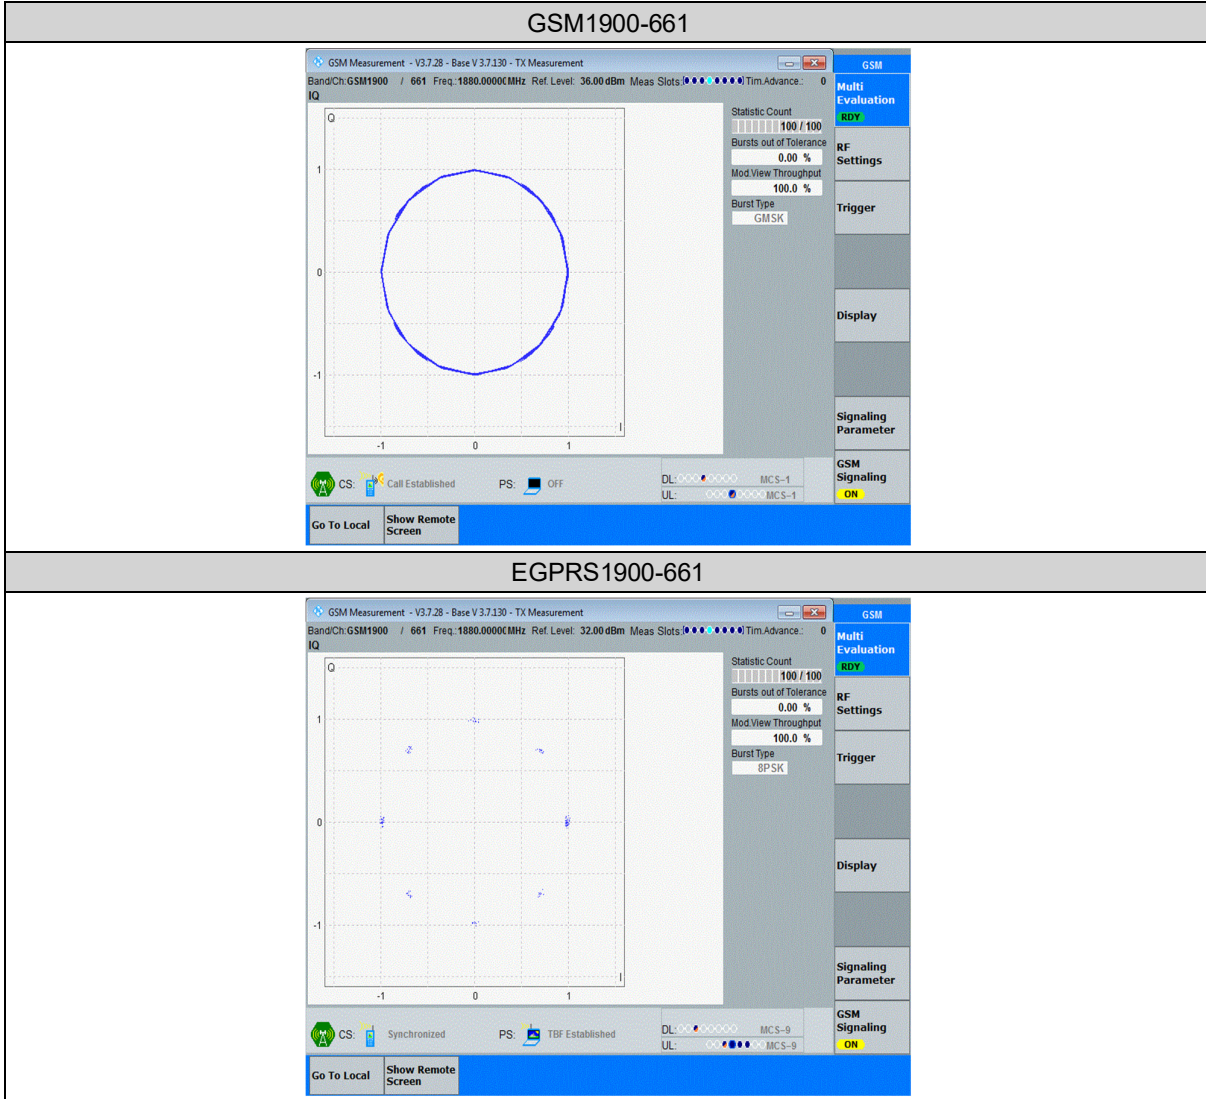 GSM1900-661
GSM Measurement - V3.7.28 - Base V 3.7.130 - TX Measurement
GSM
Band/Ch:GSM1900 / 661 Freq.:1880.00000MHz Ref. Level: 36.00dBm Meas Slots: Tim.Advance.: 0
IQ
Multi
Evaluation
RDY
Statistic Count
100 / 100
Bursts out of Tolerance
0.00 %
Mod.View Throughput
100.0 %
Burst Type
GMSK
RF
Settings
Trigger
Display
Signaling
Parameter
GSM
Signaling
ON
Q
1
0
-1
I
-1 0 1
CS: Call Established PS: OFF
DL: MCS-1
UL: MCS-1
Go To Local
Show Remote
Screen
EGPRS1900-661
GSM Measurement - V3.7.28 - Base V 3.7.130 - TX Measurement
GSM
Band/Ch:GSM1900 / 661 Freq.:1880.00000MHz Ref. Level: 32.00dBm Meas Slots: Tim.Advance.: 0
IQ
Multi
Evaluation
RDY
Statistic Count
100 / 100
Bursts out of Tolerance
0.00 %
Mod.View Throughput
100.0 %
Burst Type
8PSK
RF
Settings
Trigger
Display
Signaling
Parameter
GSM
Signaling
ON
Q
1
0
-1
I
-1 0 1
CS: Synchronized PS: TBF Established
DL: MCS-9
UL: MCS-9
Go To Local
Show Remote
Screen